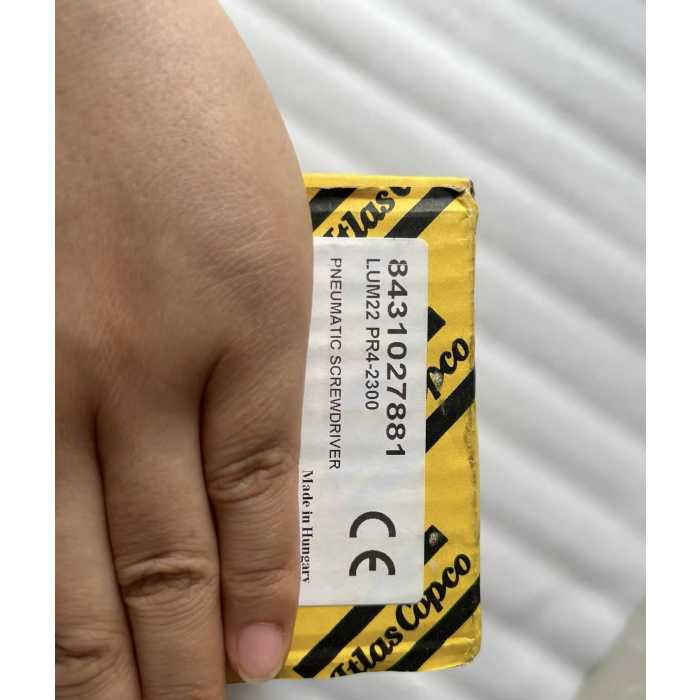 8431027881
LUM22 PR4-2300
PNEUMATIC SCREWDRIVER
Made in Hungary
CE
Atlas Copco